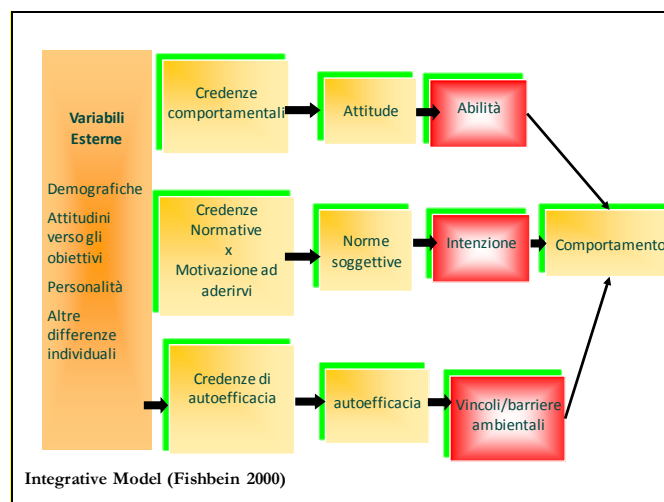 Variabili
Esterne
Demografiche
Attitudini
verso gli
obiettivi
Personalità
Altre
differenze
individuali
Credenze
comportamentali
Attitude
Abilità
Credenze
Normative
x
Motivazione ad
aderirvi
Norme
soggettive
Intenzione
Comportamento
Credenze di
autoefficacia
autoefficacia
Vincoli/barriere
ambientali
Integrative Model (Fishbein 2000)